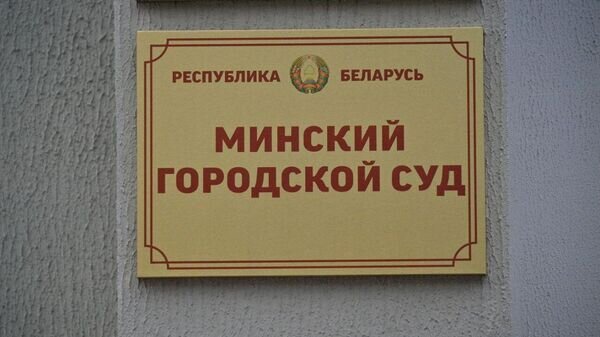 РЕСПУБЛИКА БЕЛАРУСЬ
МИНСКИЙ
ГОРОДСКОЙ СУД